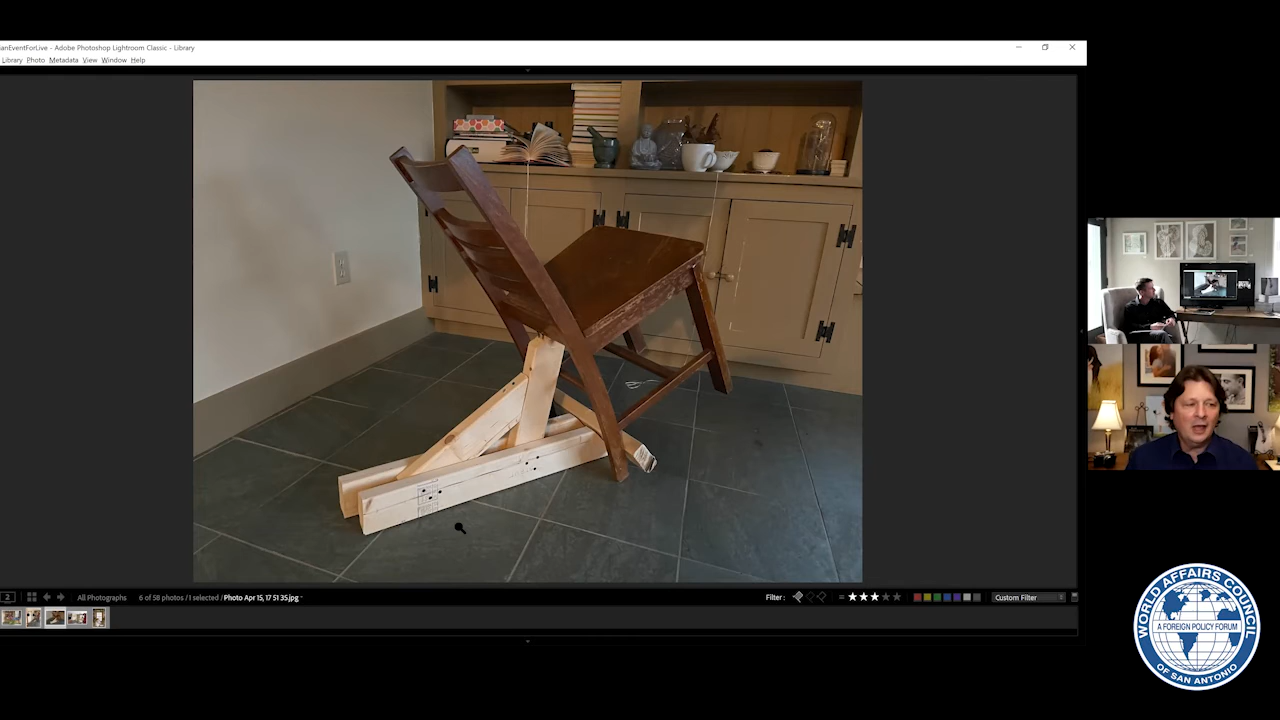 ianEventForLive - Adobe Photoshop Lightroom Classic - Library
Library Photo Metadata View Window Help
2
All Photographs
6 of 58 photos / 1 selected / Photo Apr 15, 17 51 35.jpg
Filter :
Custom Filter
WORLD AFFAIRS COUNCIL
A FOREIGN POLICY FORUM
OF SAN ANTONIO